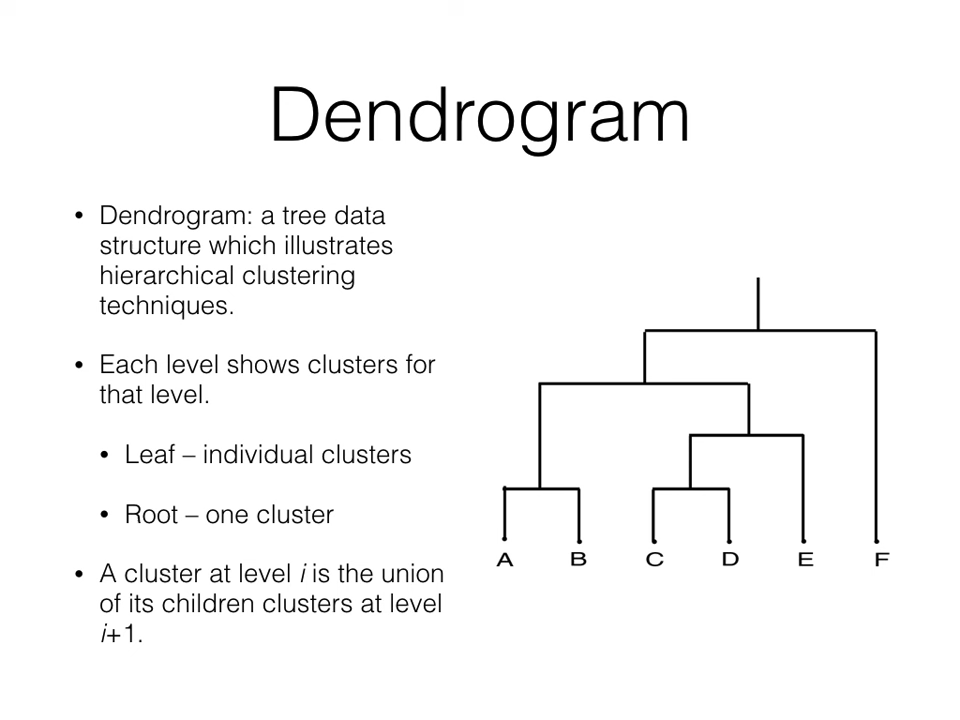 Dendrogram
• Dendrogram: a tree data
structure which illustrates
hierarchical clustering
techniques.
• Each level shows clusters for
that level.
• Leaf – individual clusters
• Root – one cluster
• A cluster at level i is the union
of its children clusters at level
i+1.
A B C D E F